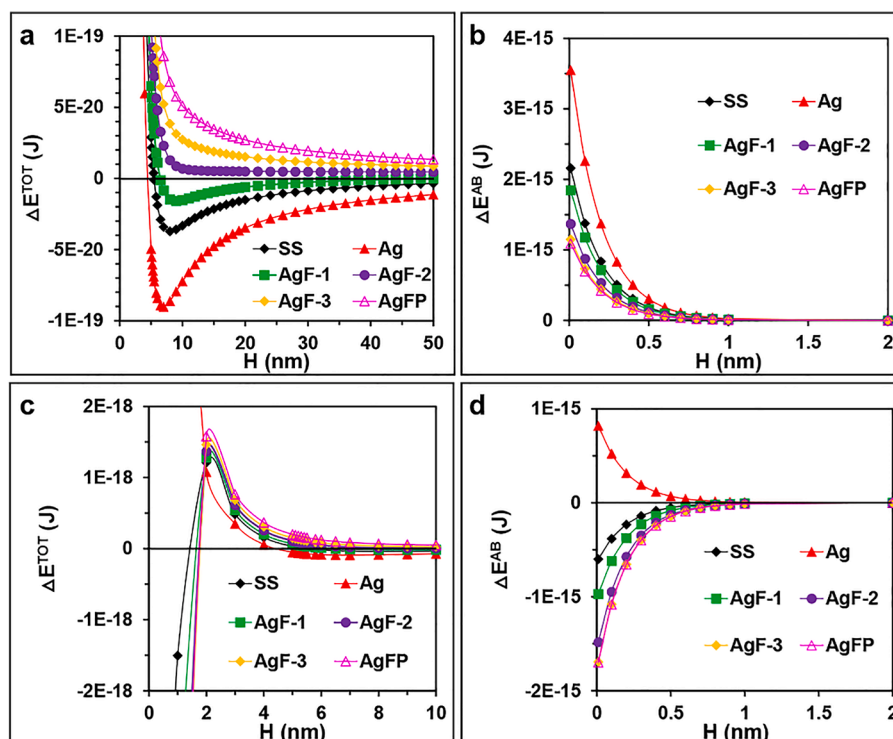 a
1E-19
5E-20
0
-5E-20
-1E-19
ΔE^TOT (J)
0 10 20 30 40 50
H (nm)
SS Ag
AgF-1 AgF-2
AgF-3 AgFP
b
4E-15
3E-15
2E-15
1E-15
0
ΔE^AB (J)
0 0.5 1 1.5 2
H (nm)
SS Ag
AgF-1 AgF-2
AgF-3 AgFP
c
2E-18
1E-18
0
-1E-18
-2E-18
ΔE^TOT (J)
0 2 4 6 8 10
H (nm)
SS Ag
AgF-1 AgF-2
AgF-3 AgFP
d
1E-15
0
-1E-15
-2E-15
ΔE^AB (J)
0 0.5 1 1.5 2
H (nm)
SS Ag
AgF-1 AgF-2
AgF-3 AgFP